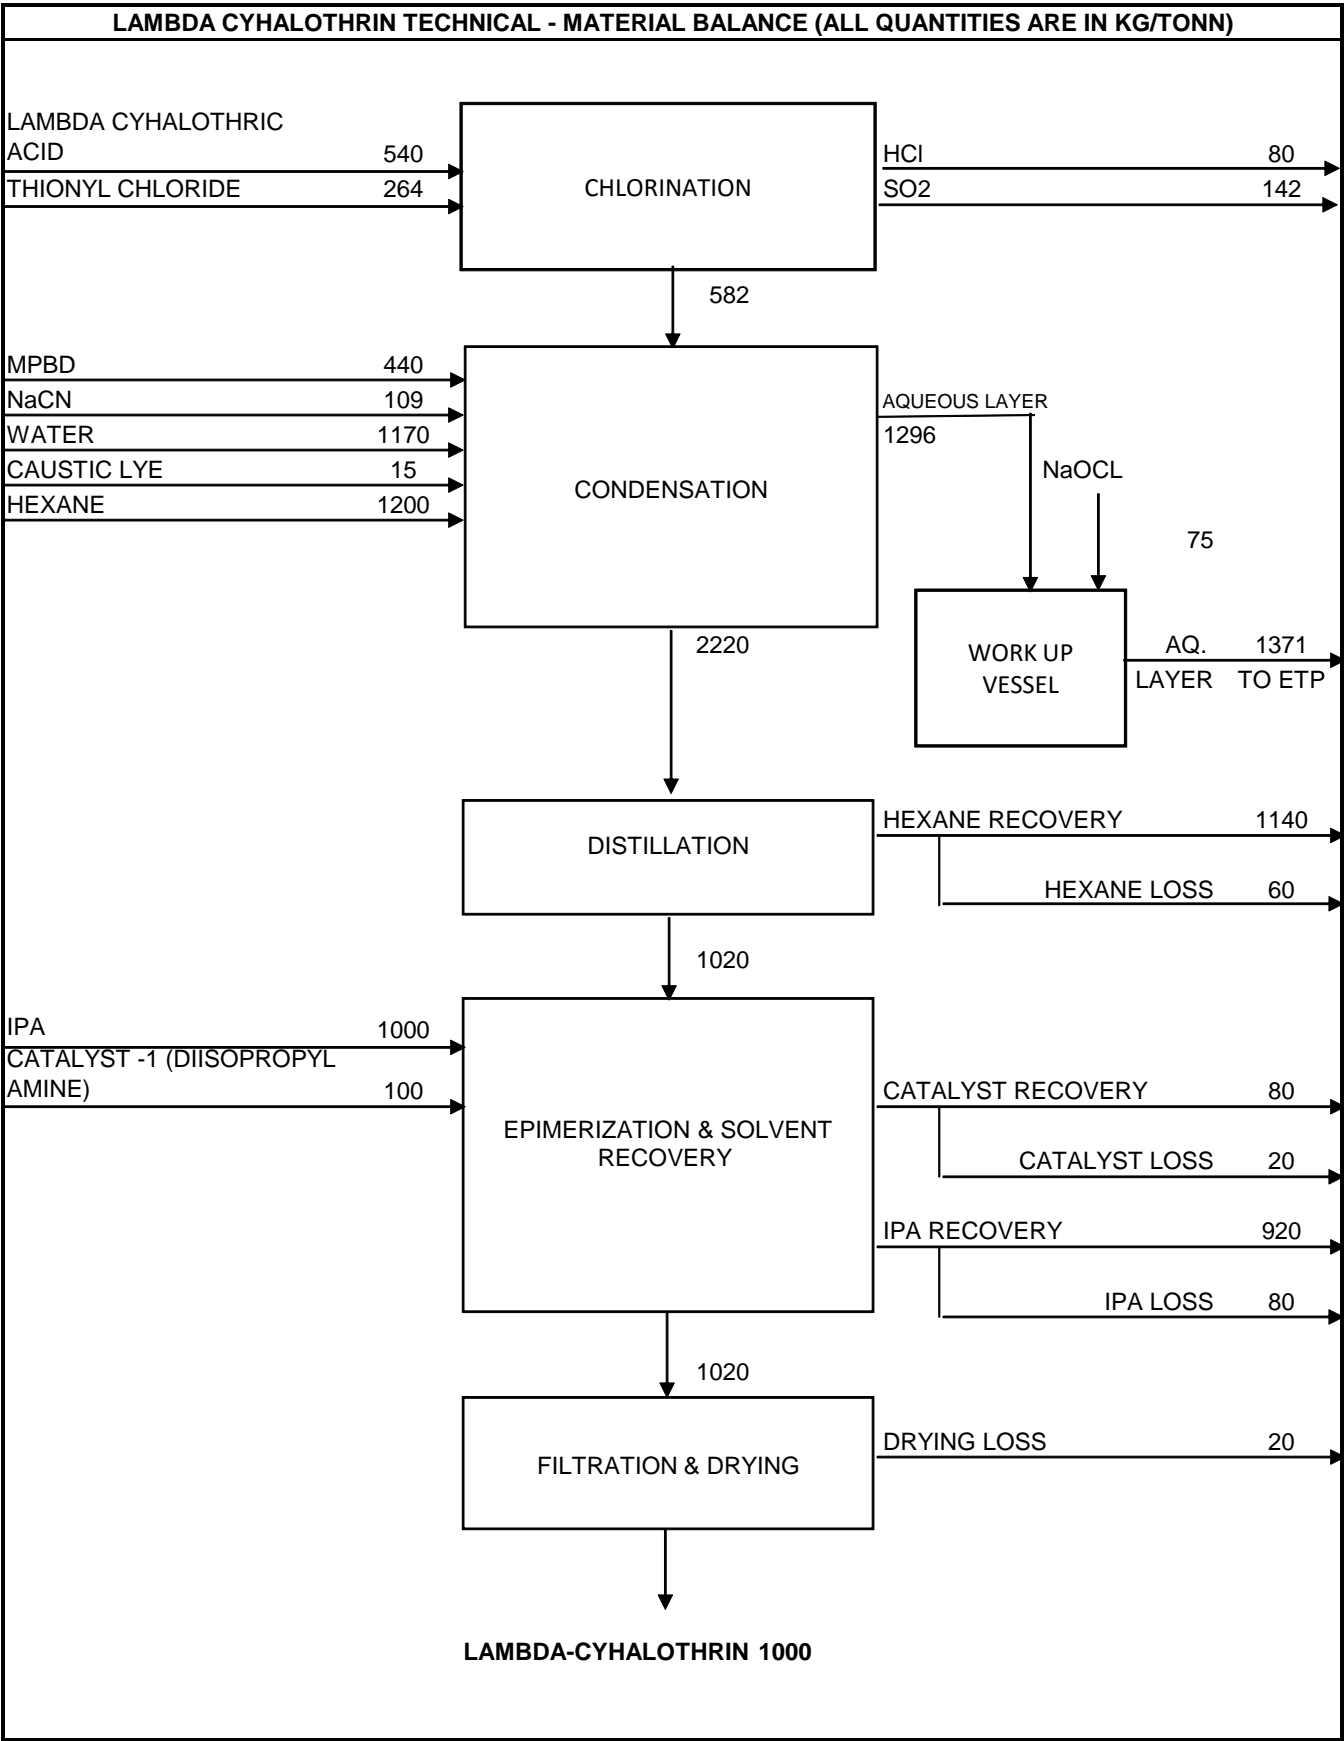 LAMBDA CYHALOTHRIN TECHNICAL - MATERIAL BALANCE (ALL QUANTITIES ARE IN KG/TONN)
LAMBDA CYHALOTHRIC
ACID 540
THIONYL CHLORIDE 264
CHLORINATION
HCl 80
SO2 142
582
MPBD 440
NaCN 109
WATER 1170
CAUSTIC LYE 15
HEXANE 1200
CONDENSATION
AQUEOUS LAYER
1296
NaOCL
75
2220
WORK UP
VESSEL
AQ. 1371
LAYER TO ETP
DISTILLATION
HEXANE RECOVERY 1140
HEXANE LOSS 60
1020
IPA 1000
CATALYST -1 (DIISOPROPYL
AMINE) 100
EPIMERIZATION & SOLVENT
RECOVERY
CATALYST RECOVERY 80
CATALYST LOSS 20
IPA RECOVERY 920
IPA LOSS 80
1020
FILTRATION & DRYING
DRYING LOSS 20
LAMBDA-CYHALOTHRIN 1000